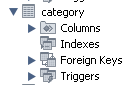 category
Columns
Indexes
Foreign Keys
Triggers